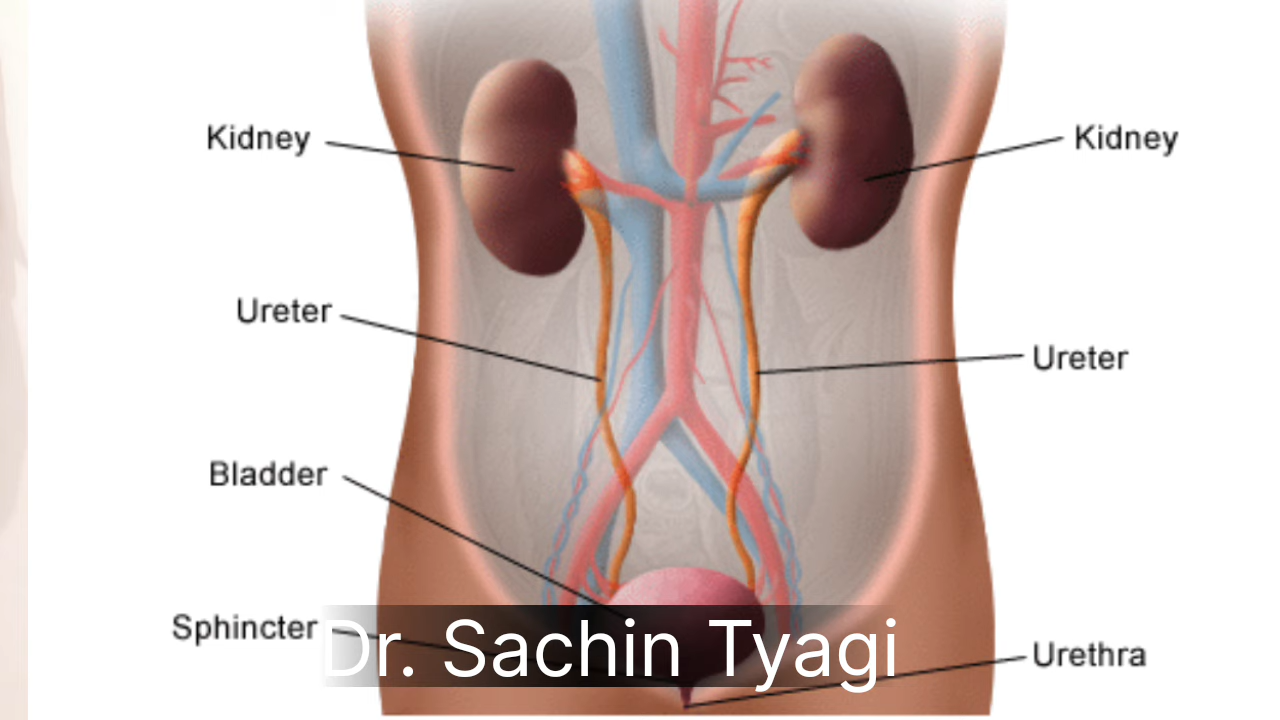 Kidney
Kidney
Ureter
Ureter
Bladder
Sphincter
Dr. Sachin Tyagi
Urethra